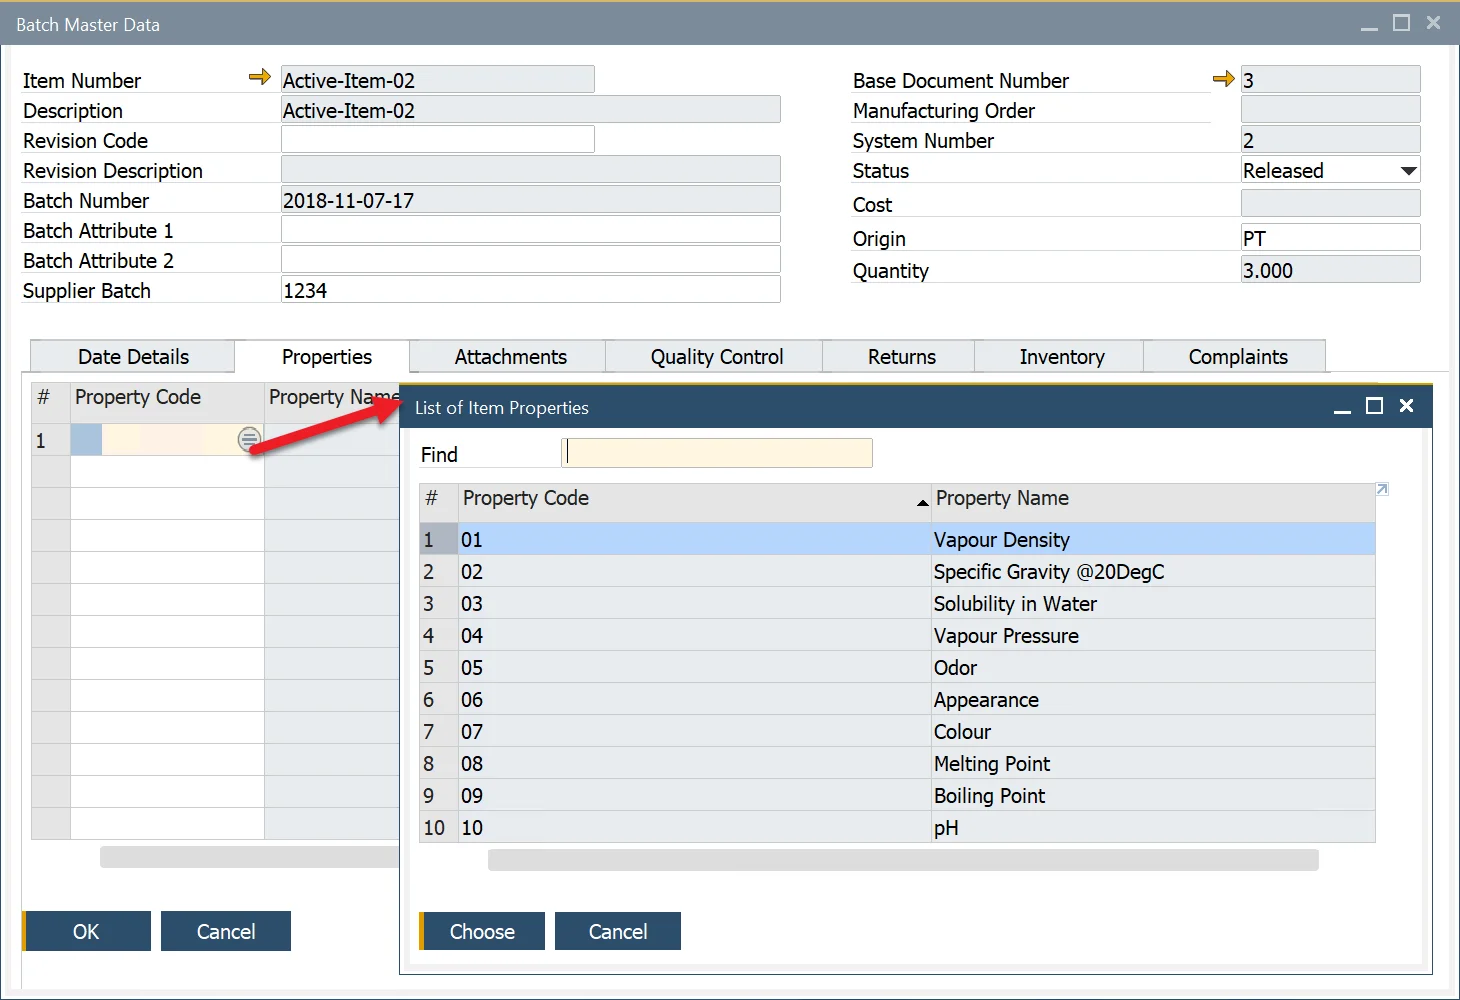 Batch Master Data
Item Number Active-Item-02
Description Active-Item-02
Revision Code
Revision Description
Batch Number 2018-11-07-17
Batch Attribute 1
Batch Attribute 2
Supplier Batch 1234
Base Document Number 3
Manufacturing Order
System Number 2
Status Released
Cost
Origin PT
Quantity 3.000
Date Details Properties Attachments Quality Control Returns Inventory Complaints
# Property Code Property Name
1
OK Cancel
List of Item Properties
Find
# Property Code Property Name
1 01 Vapour Density
2 02 Specific Gravity @20DegC
3 03 Solubility in Water
4 04 Vapour Pressure
5 05 Odor
6 06 Appearance
7 07 Colour
8 08 Melting Point
9 09 Boiling Point
10 10 pH
Choose Cancel